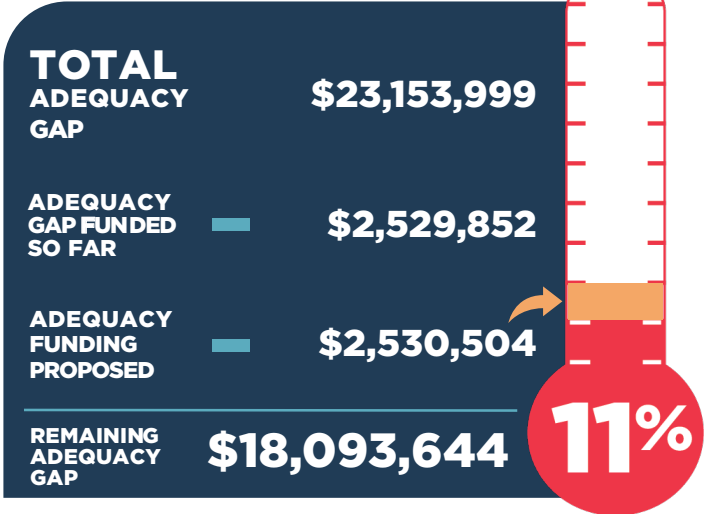 TOTAL
ADEQUACY
GAP
$23,153,999
ADEQUACY
GAP FUNDED
SO FAR
$2,529,852
ADEQUACY
FUNDING
PROPOSED
$2,530,504
REMAINING
ADEQUACY
GAP
$18,093,644
11%